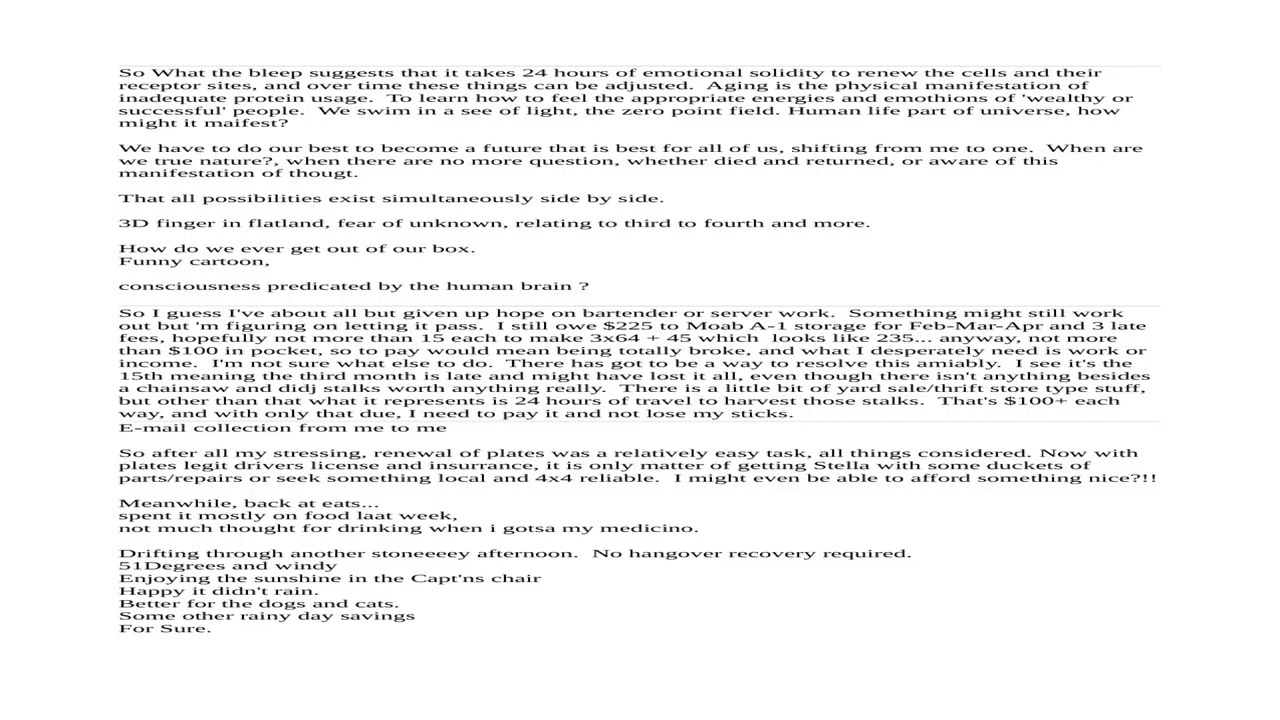 So What the bleep suggests that it takes 24 hours of emotional solidity to renew the cells and their
receptor sites, and over time these things can be adjusted.  Aging is the physical manifestation of
inadequate protein usage.  To learn how to feel the appropriate energies and emothions of 'wealthy or
successful' people.  We swim in a see of light, the zero point field. Human life part of universe, how
might it maifest?
We have to do our best to become a future that is best for all of us, shifting from me to one.  When are
we true nature?, when there are no more question, whether died and returned, or aware of this
manifestation of thougt.
That all possibilities exist simultaneously side by side.
3D finger in flatland, fear of unknown, relating to third to fourth and more.
How do we ever get out of our box.
Funny cartoon,
consciousness predicated by the human brain ?
So I guess I've about all but given up hope on bartender or server work.  Something might still work
out but 'm figuring on letting it pass.  I still owe $225 to Moab A-1 storage for Feb-Mar-Apr and 3 late
fees, hopefully not more than 15 each to make 3x64 + 45 which  looks like 235... anyway, not more
than $100 in pocket, so to pay would mean being totally broke, and what I desperately need is work or
income.  I'm not sure what else to do.  There has got to be a way to resolve this amiably.  I see it's the
15th meaning the third month is late and might have lost it all, even though there isn't anything besides
a chainsaw and didj stalks worth anything really.  There is a little bit of yard sale/thrift store type stuff,
but other than that what it represents is 24 hours of travel to harvest those stalks.  That's $100+ each
way, and with only that due, I need to pay it and not lose my sticks.
E-mail collection from me to me
So after all my stressing, renewal of plates was a relatively easy task, all things considered. Now with
plates legit drivers license and insurrance, it is only matter of getting Stella with some duckets of
parts/repairs or seek something local and 4x4 reliable.  I might even be able to afford something nice?!!
Meanwhile, back at eats...
spent it mostly on food laat week,
not much thought for drinking when i gotsa my medicino.
Drifting through another stoneeeey afternoon.  No hangover recovery required.
51Degrees and windy
Enjoying the sunshine in the Capt'ns chair
Happy it didn't rain.
Better for the dogs and cats.
Some other rainy day savings
For Sure.